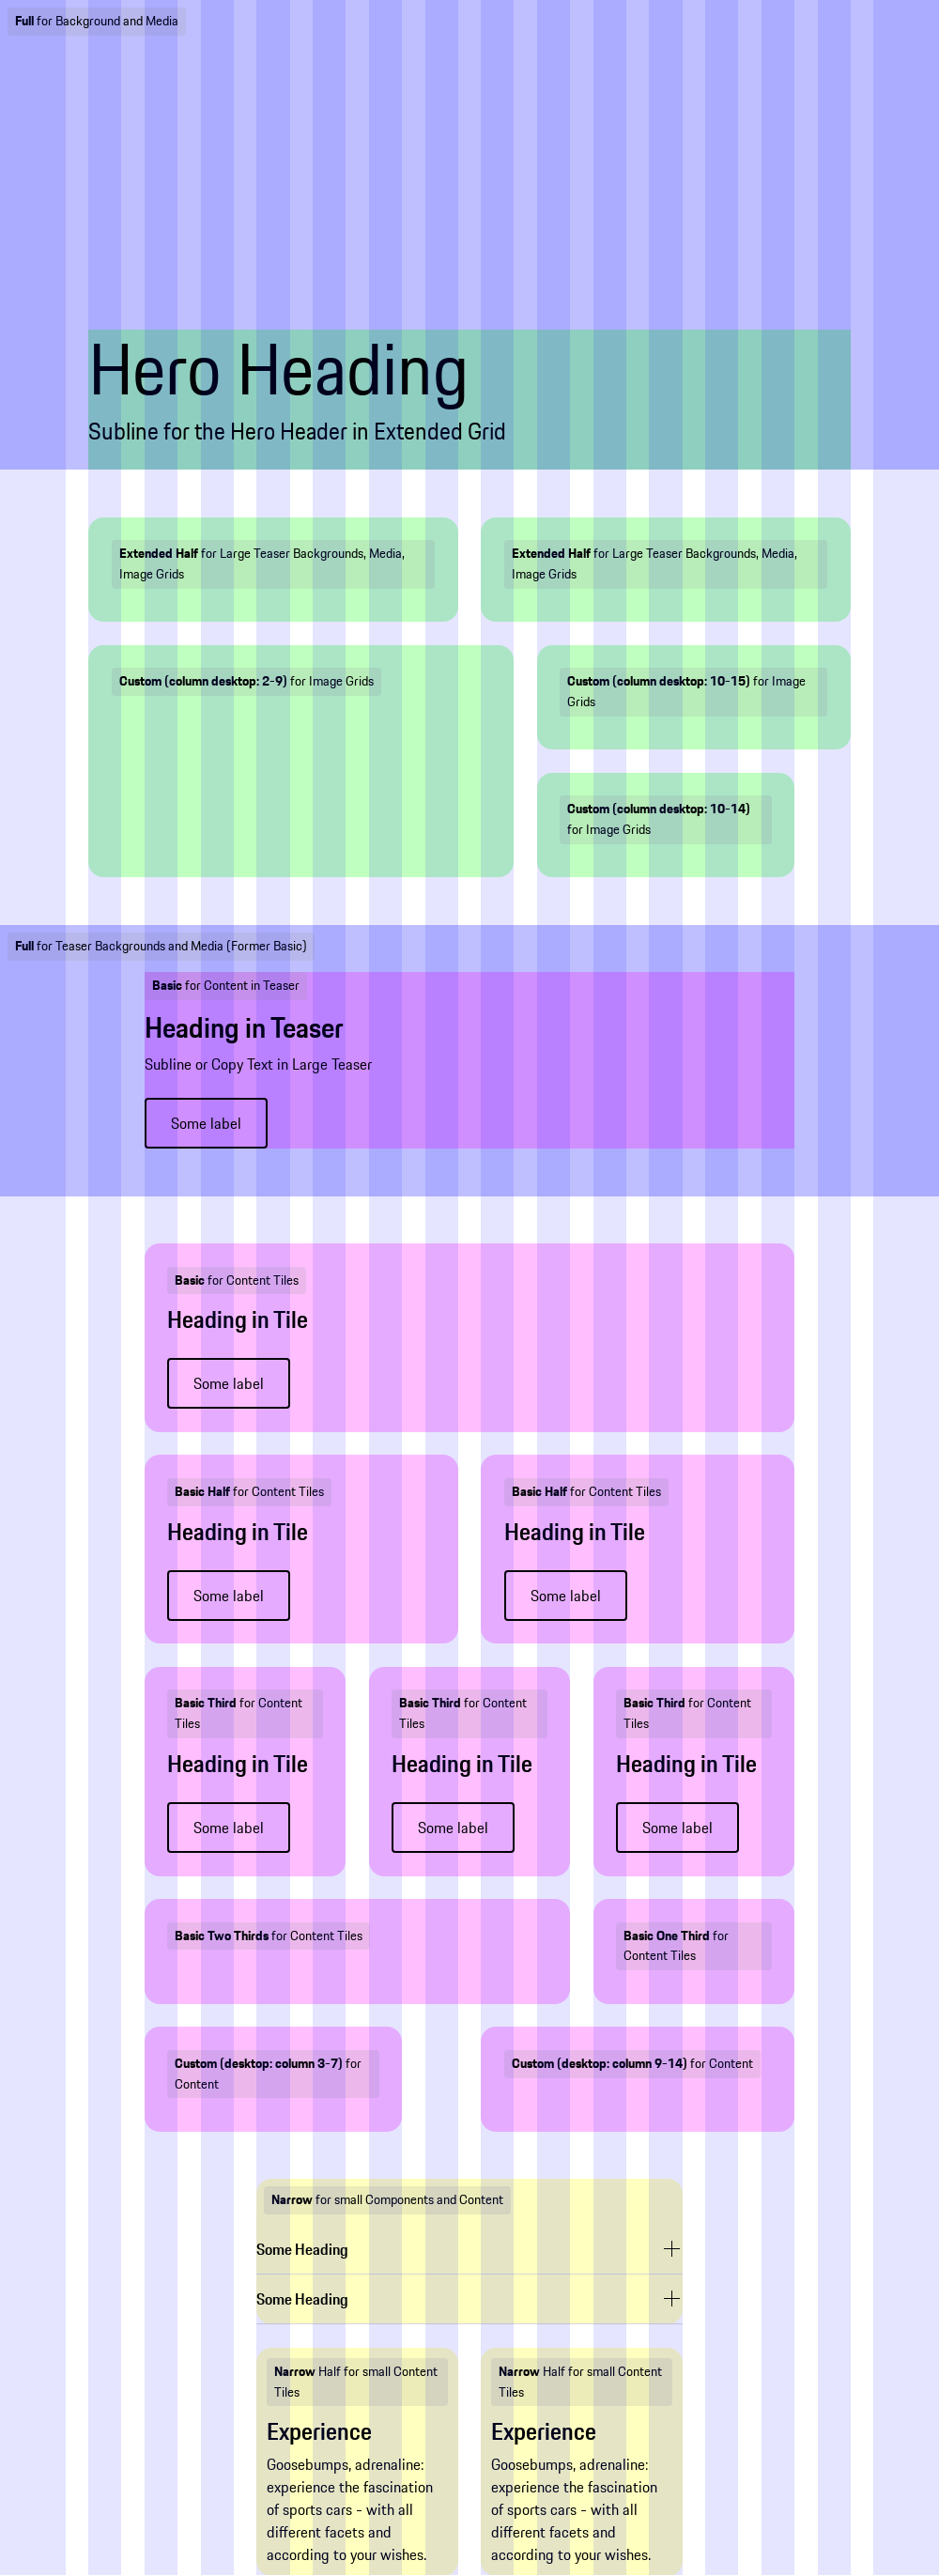 Full for Background and Media
Hero Heading
Subline for the Hero Header in Extended Grid
Extended Half for Large Teaser Backgrounds, Media,
Image Grids
Extended Half for Large Teaser Backgrounds, Media,
Image Grids
Custom (column desktop: 2-9) for Image Grids
Custom (column desktop: 10-15) for Image
Grids
Custom (column desktop: 10-14)
for Image Grids
Full for Teaser Backgrounds and Media (Former Basic)
Basic for Content in Teaser
Heading in Teaser
Subline or Copy Text in Large Teaser
Some label
Basic for Content Tiles
Heading in Tile
Some label
Basic Half for Content Tiles
Heading in Tile
Some label
Basic Half for Content Tiles
Heading in Tile
Some label
Basic Third for Content
Tiles
Heading in Tile
Some label
Basic Third for Content
Tiles
Heading in Tile
Some label
Basic Third for Content
Tiles
Heading in Tile
Some label
Basic Two Thirds for Content Tiles
Basic One Third for
Content Tiles
Custom (desktop: column 3-7) for
Content
Custom (desktop: column 9-14) for Content
Narrow for small Components and Content
Some Heading
Some Heading
Narrow Half for small Content
Tiles
Experience
Goosebumps, adrenaline:
experience the fascination
of sports cars - with all
different facets and
according to your wishes.
Narrow Half for small Content
Tiles
Experience
Goosebumps, adrenaline:
experience the fascination
of sports cars - with all
different facets and
according to your wishes.